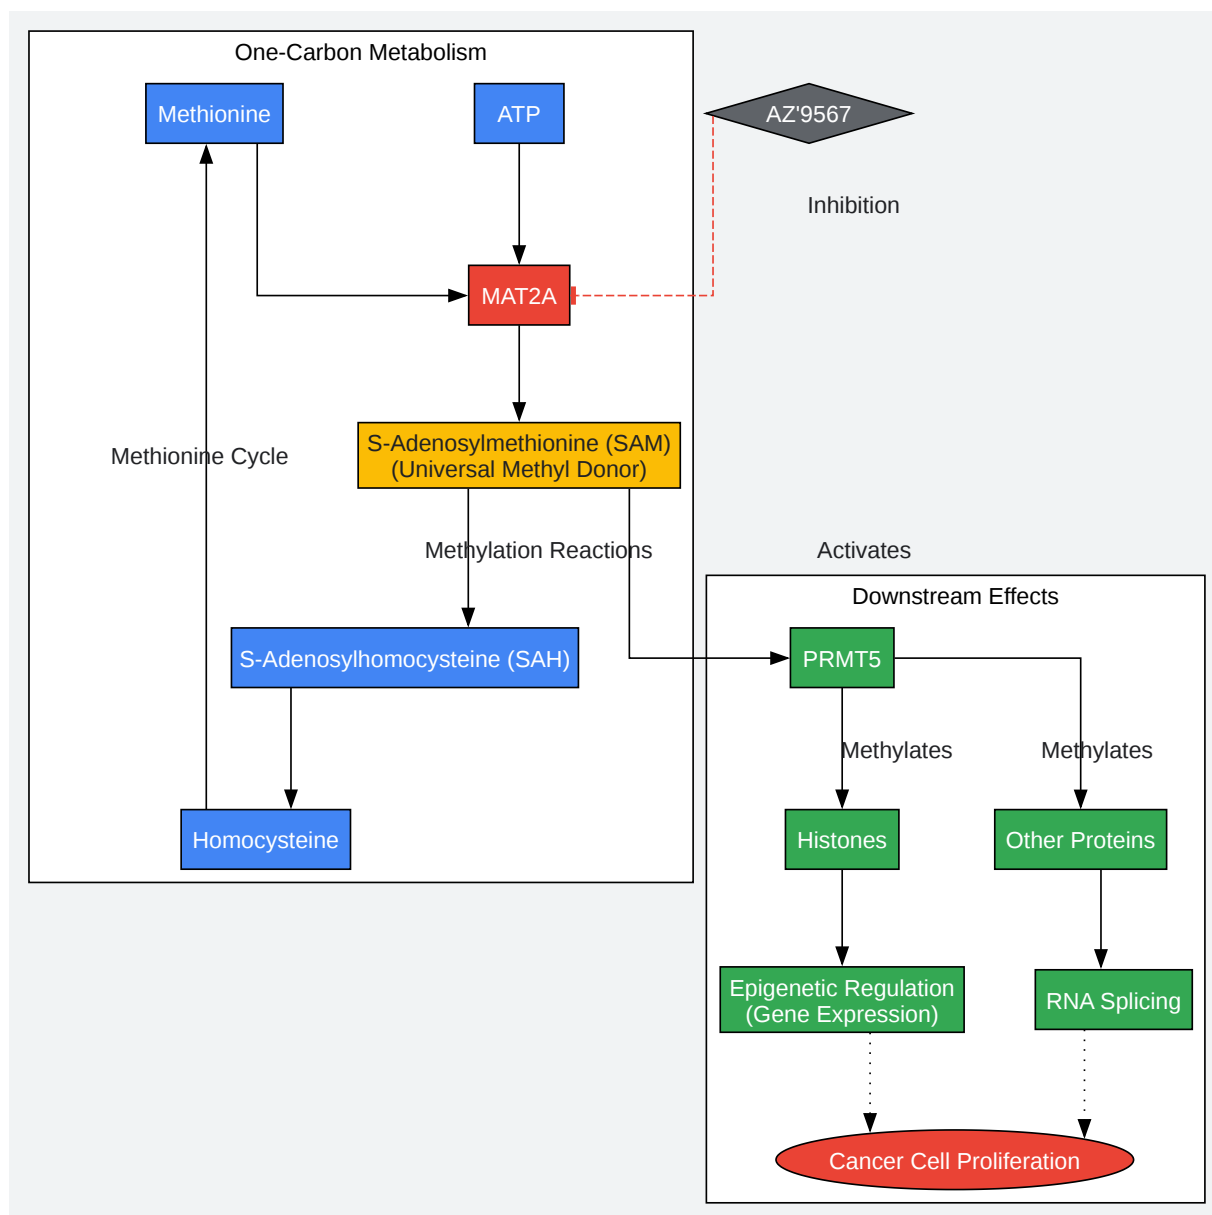 One-Carbon Metabolism
Methionine
ATP
AZ'9567
Inhibition
MAT2A
S-Adenosylmethionine (SAM)
(Universal Methyl Donor)
Methionine Cycle
Methylation Reactions
Activates
Downstream Effects
S-Adenosylhomocysteine (SAH)
PRMT5
Methylates
Methylates
Homocysteine
Histones
Other Proteins
Epigenetic Regulation
(Gene Expression)
RNA Splicing
Cancer Cell Proliferation